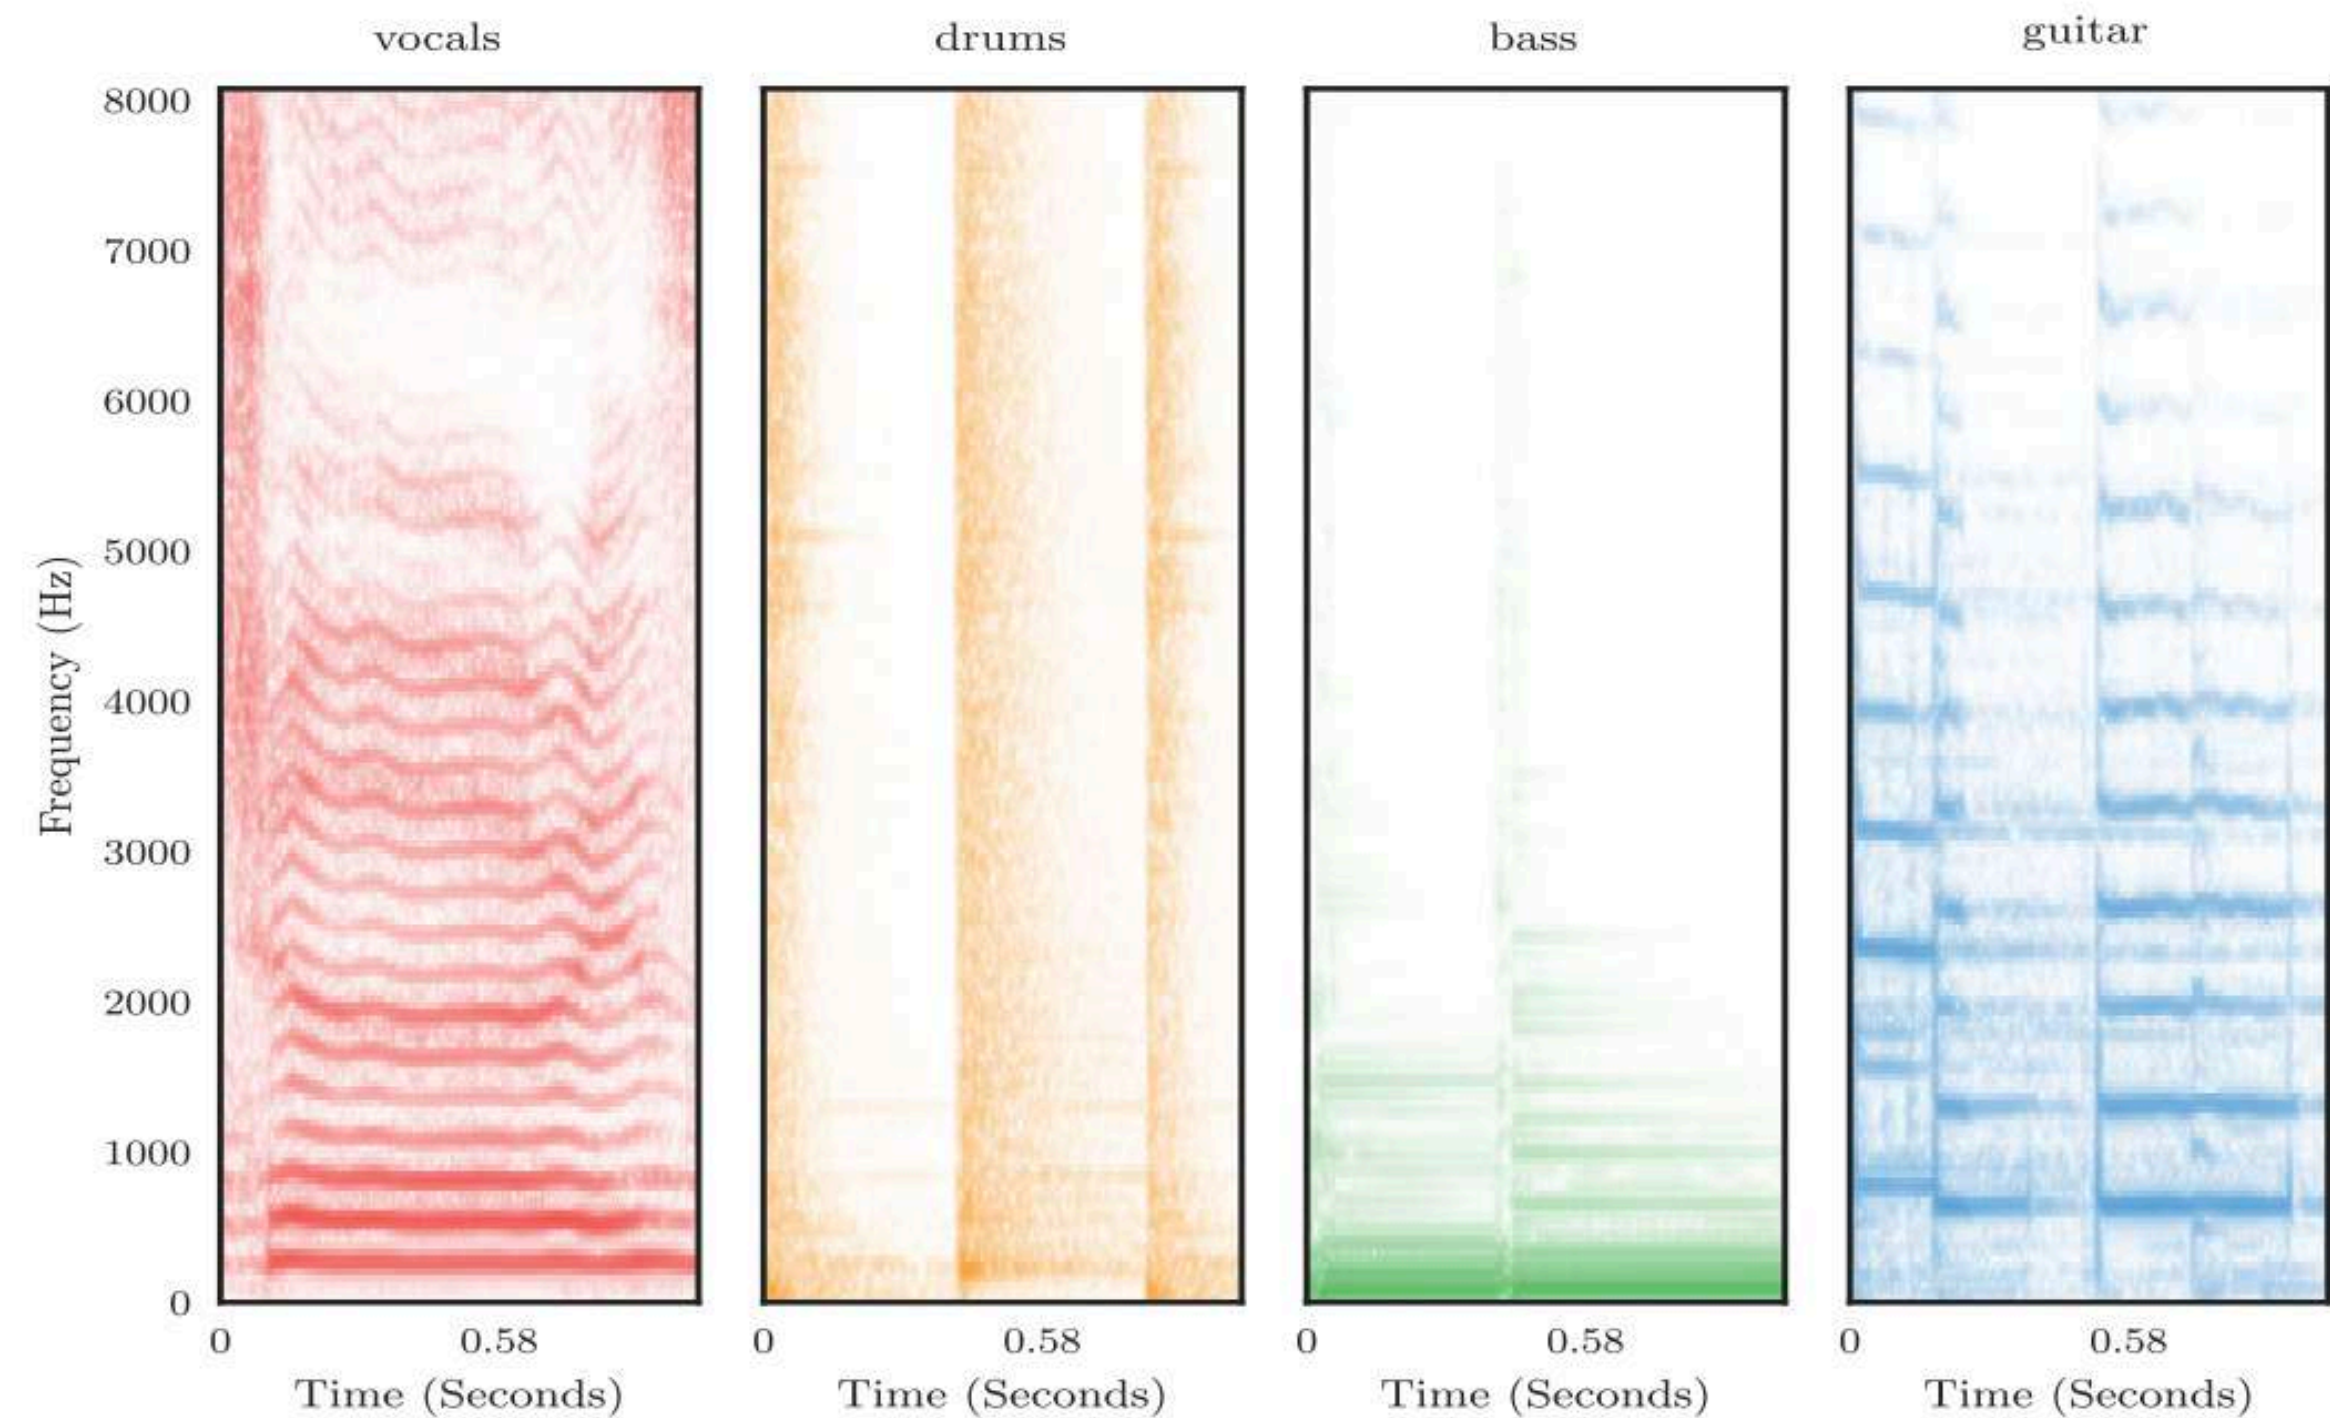 vocals drums bass guitar
Frequency (Hz)
8000
7000
6000
5000
4000
3000
2000
1000
0
0 0.58 0 0.58 0 0.58 0 0.58
Time (Seconds) Time (Seconds) Time (Seconds) Time (Seconds)